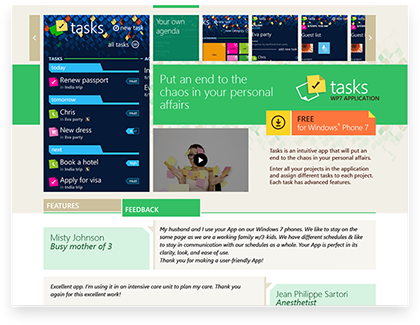 tasks
new task
all tasks
TASKS
today
Renew passport
in India trip
tomorrow
Chris
in Eva party
New dress
in Eva party
next
Book a hotel
in India trip
high
Apply for visa
in India trip
Your own
agenda
Eva party
Guest list
Put an end to the
chaos in your personal
affairs
tasks
WP7 APPLICATION
FREE
for Windows® Phone 7
Tasks is an intuitive app that will put an
end to the chaos in your personal affairs.
Enter all your projects in the application
and assign different tasks to each project.
Each task has advanced features.
FEATURES
FEEDBACK
Misty Johnson
Busy mother of 3
My husband and I use your App on our Windows 7 phones. We like to stay on the
same page as we are a working family w/3-kids. We have different schedules & like
to stay in communication with our schedules as a whole. Your App is perfect in its
clarity, look, and ease of use.
Thank you for making a user-friendly App!
Excellent app. I'm using it in an intensive care unit to plan my care. Thank you
again for this excellent work!
Jean Philippe Sartori
Anesthetist